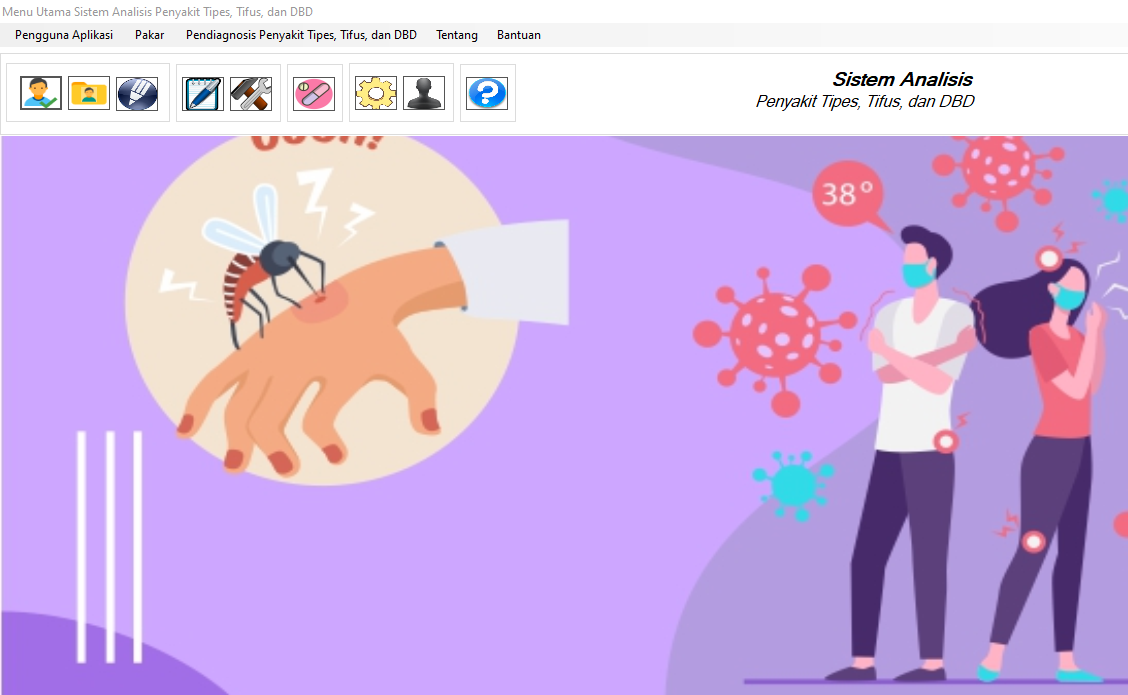 Menu Utama Sistem Analisis Penyakit Tipes, Tifus, dan DBD
Pengguna Aplikasi Pakar Pendiagnosis Penyakit Tipes, Tifus, dan DBD Tentang Bantuan
Sistem Analisis
Penyakit Tipes, Tifus, dan DBD
38°